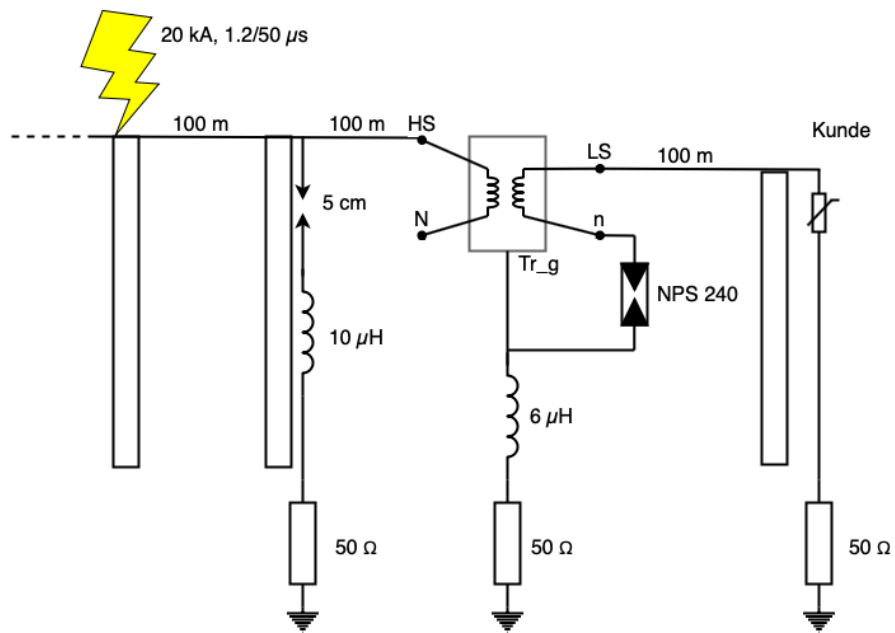 20 kA, 1.2/50 µs
100 m
100 m
HS
LS
100 m
Kunde
5 cm
N
n
Tr_g
NPS 240
10 µH
6 µH
50 Ω
50 Ω
50 Ω